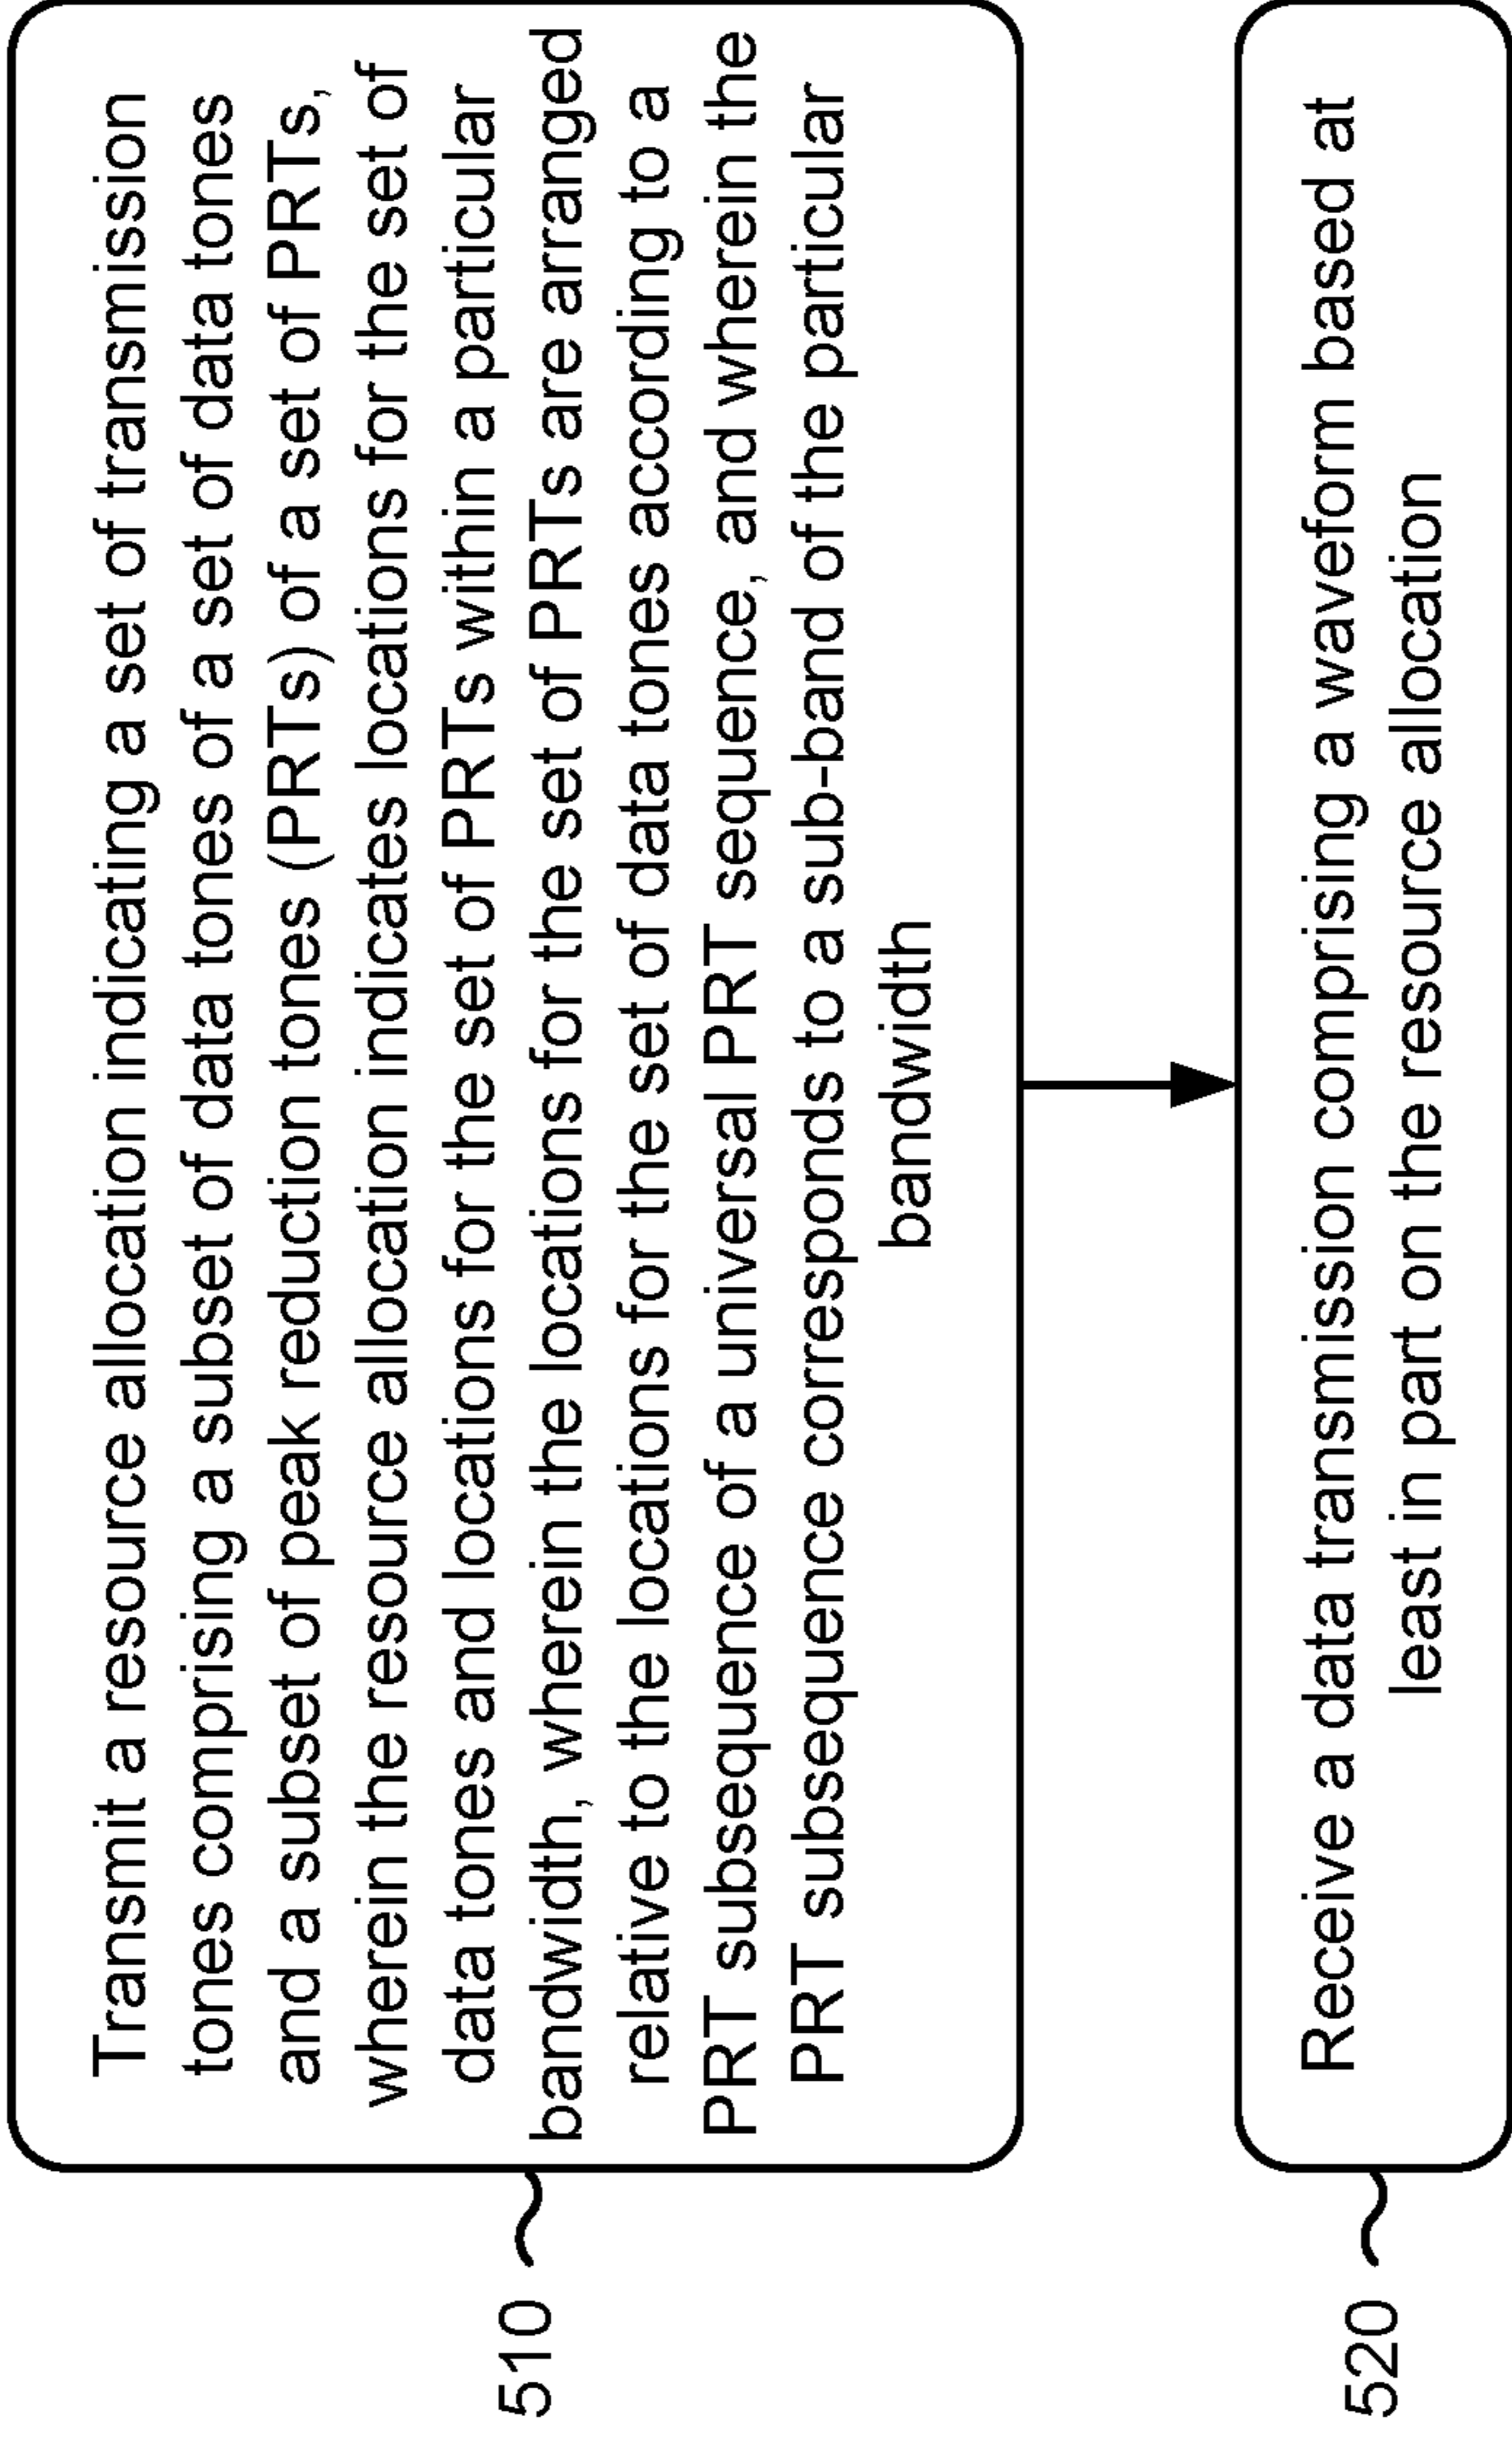 510
Transmit a resource allocation indicating a set of transmission
tones comprising a subset of data tones of a set of data tones
and a subset of peak reduction tones (PRTs) of a set of PRTs,
wherein the resource allocation indicates locations for the set of
data tones and locations for the set of PRTs within a particular
bandwidth, wherein the locations for the set of PRTs are arranged
relative to the locations for the set of data tones according to a
PRT subsequence of a universal PRT sequence, and wherein the
PRT subsequence corresponds to a sub-band of the particular
bandwidth
520
Receive a data transmission comprising a waveform based at
least in part on the resource allocation